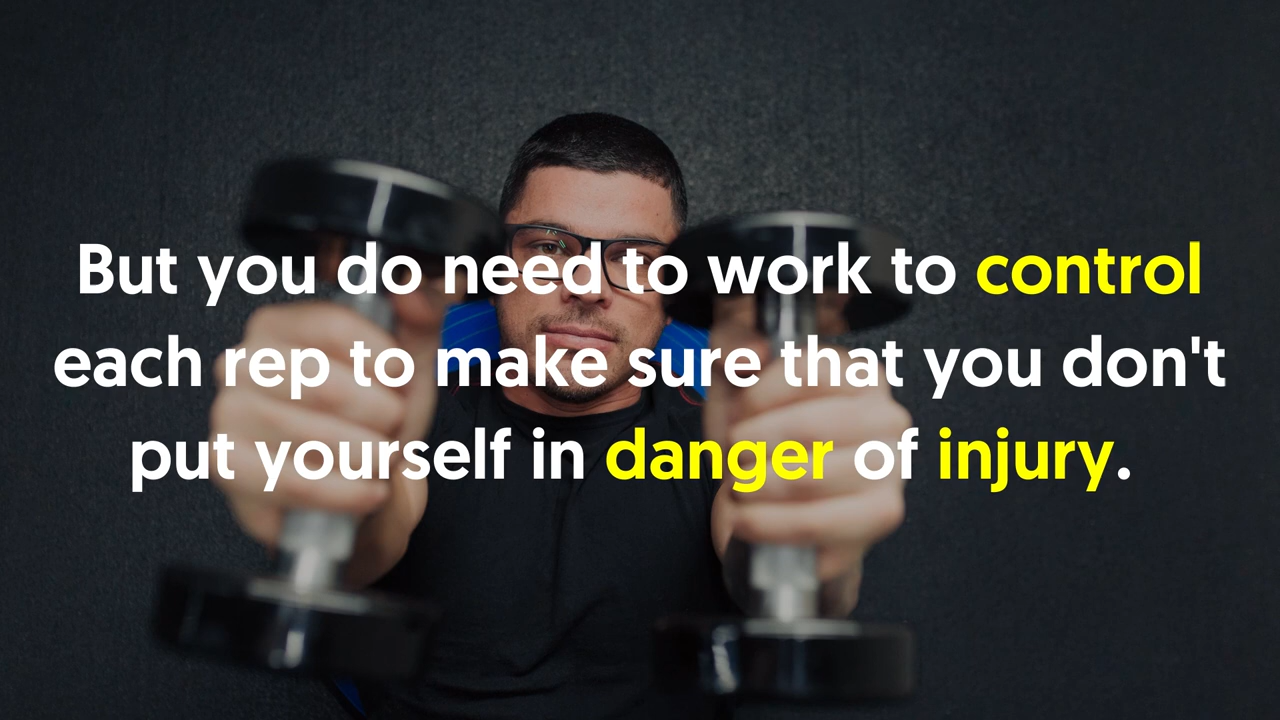 But you do need to work to control
each rep to make sure that you don't
put yourself in danger of injury.